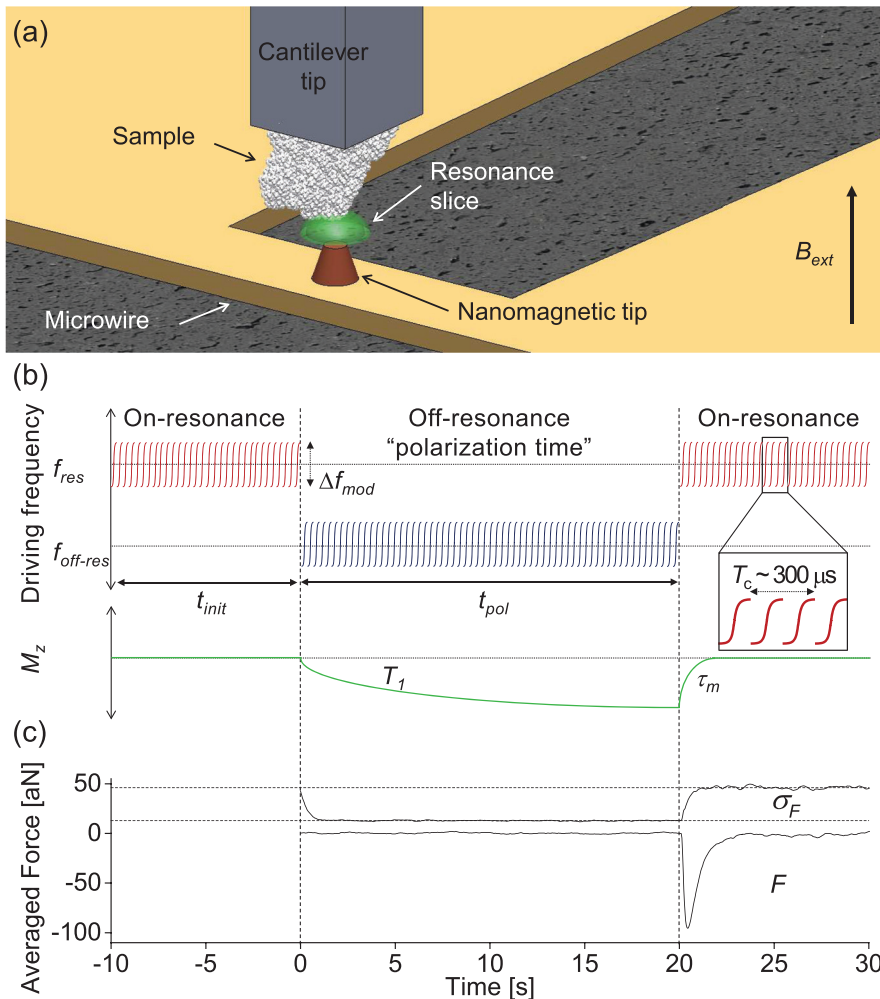 (a)
Cantilever
tip
Sample
Resonance
slice
B_ext
Nanomagnetic tip
Microwire
(b)
On-resonance
Off-resonance
"polarization time"
On-resonance
Driving frequency
f_res
Δf_mod
f_off-res
T_c ~ 300 μs
t_init
t_pol
M_z
T_1
τ_m
(c)
Averaged Force [aN]
50
0
-50
-100
σ_F
F
-10
-5
0
5
10
15
20
25
30
Time [s]